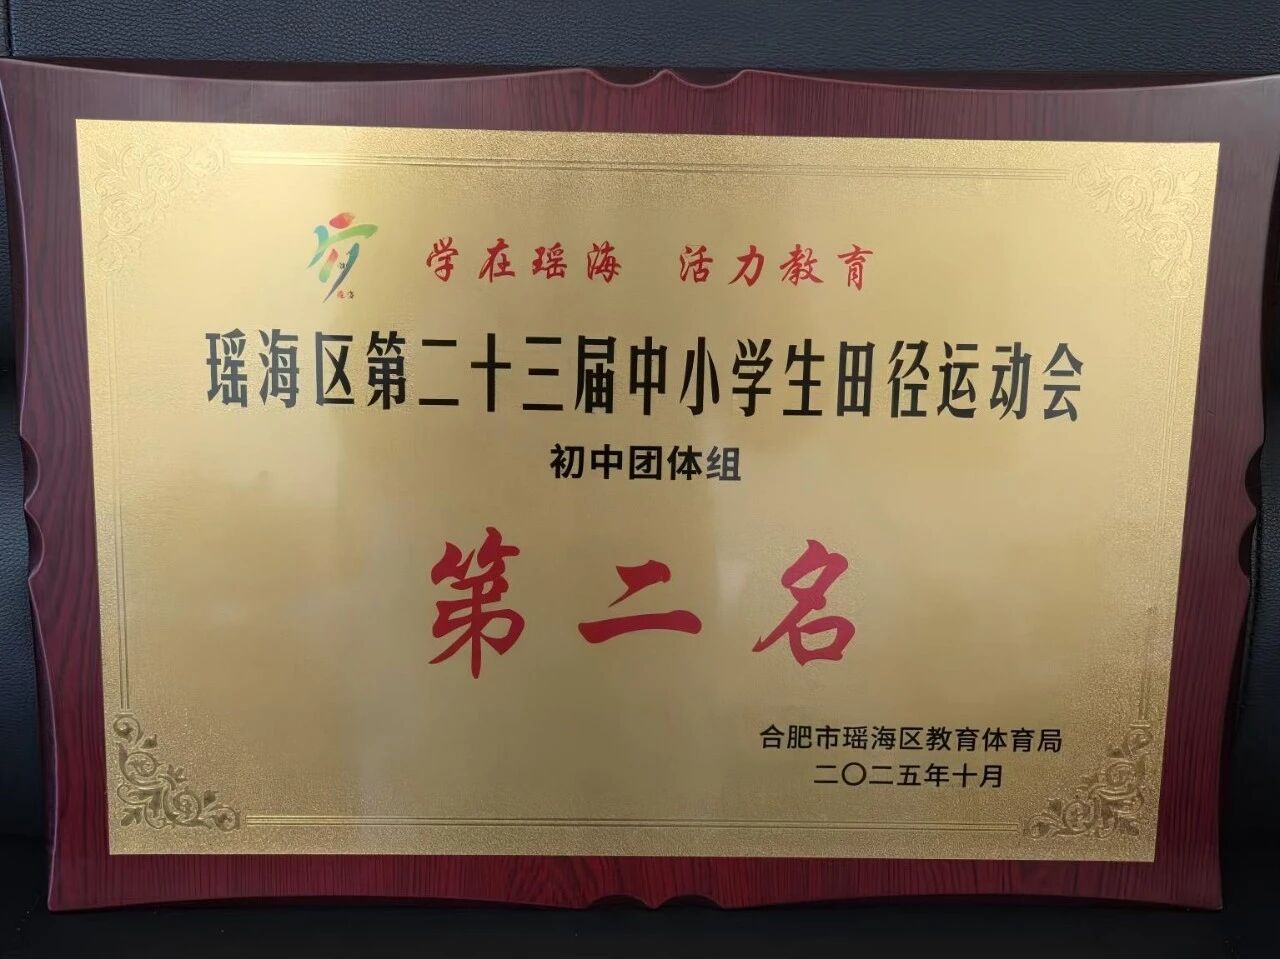 学在瑶海 活力教育
瑶海区第二十三届中小学生田径运动会
初中团体组
第二名
合肥市瑶海区教育体育局
二〇二五年十月